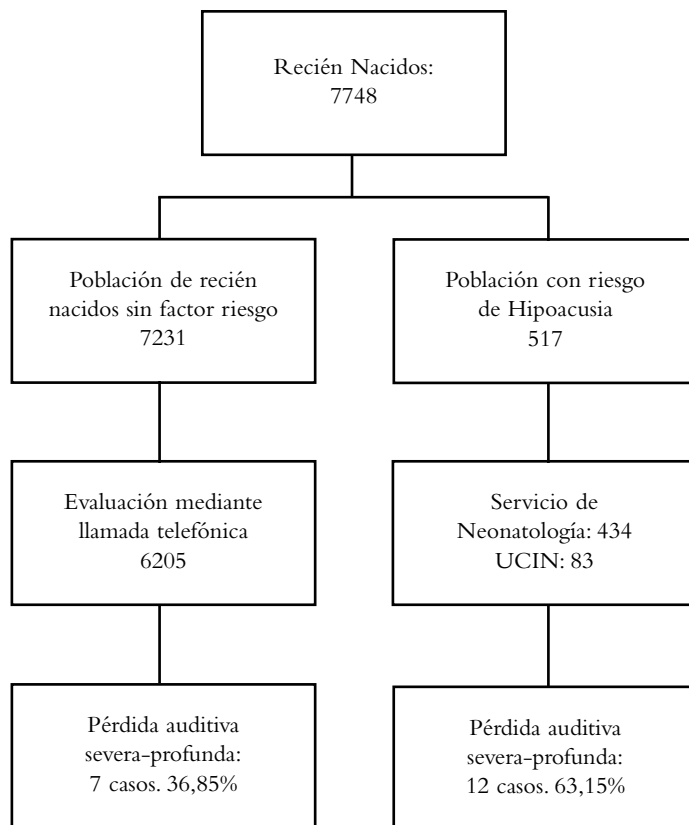 Recién Nacidos:
7748
Población de recién
nacidos sin factor riesgo
7231
Población con riesgo
de Hipoacusia
517
Evaluación mediante
llamada telefónica
6205
Servicio de
Neonatología: 434
UCIN: 83
Pérdida auditiva
severa-profunda:
7 casos. 36,85%
Pérdida auditiva
severa-profunda:
12 casos. 63,15%